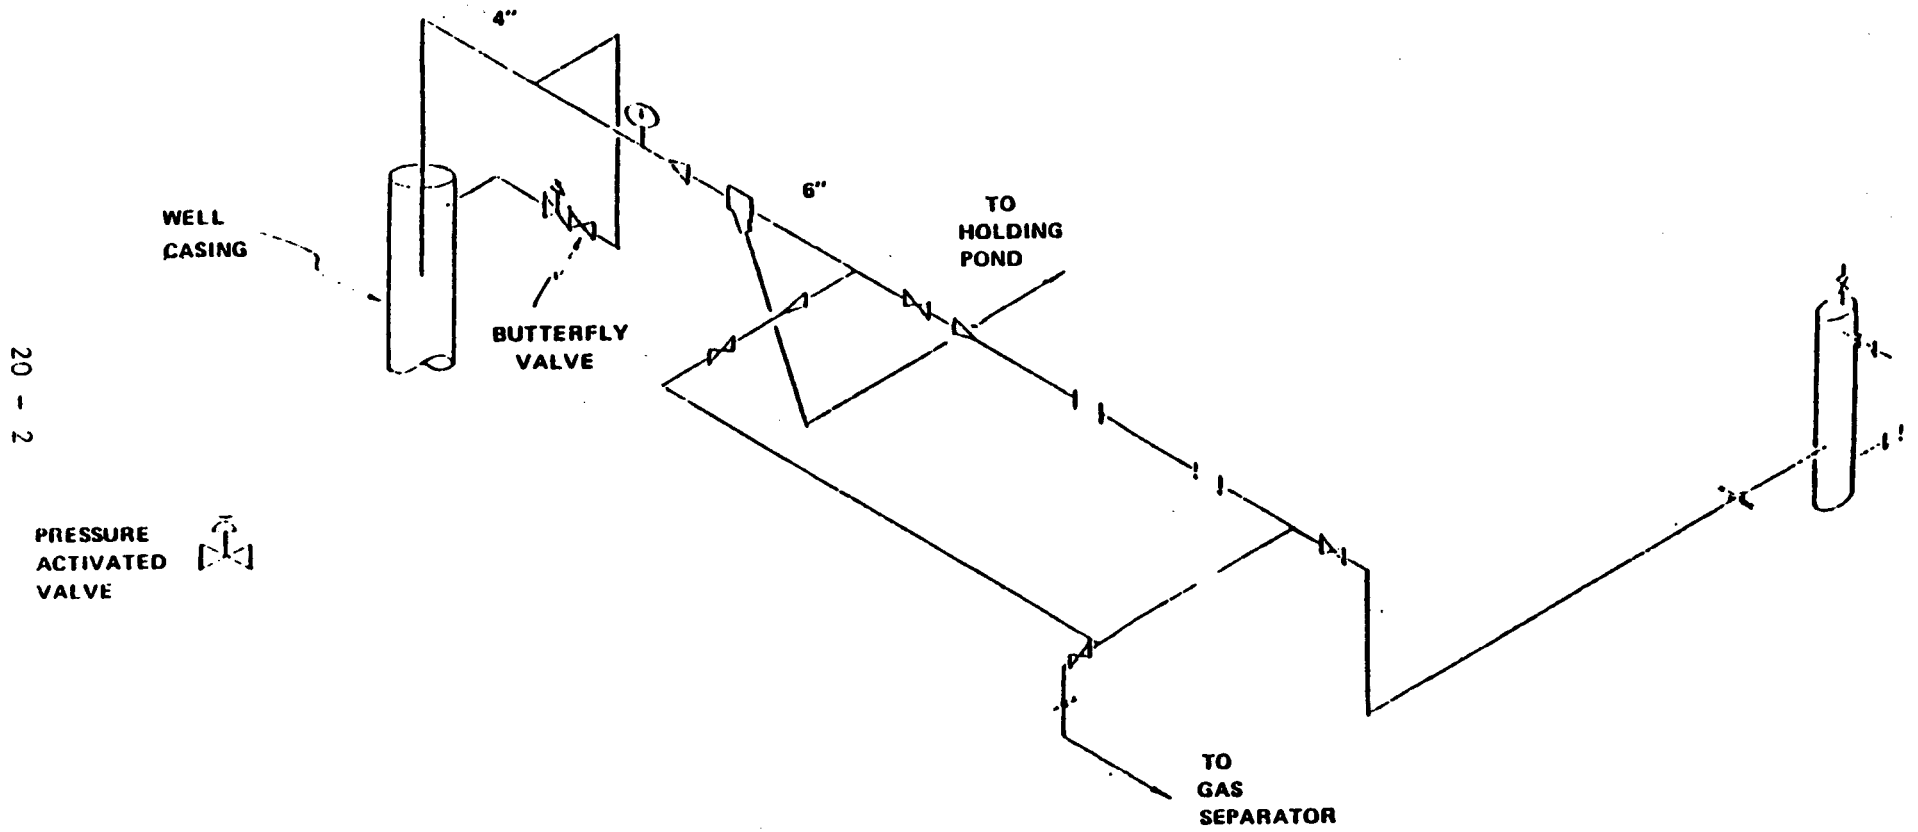 4"
6"
WELL
CASING
TO
HOLDING
POND
BUTTERFLY
VALVE
20 - 2
PRESSURE
ACTIVATED
VALVE
TO
GAS
SEPARATOR